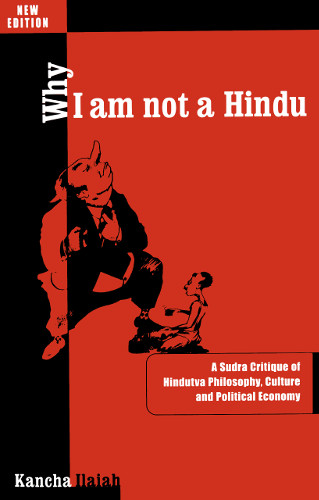 NEW
EDITION
Why
I am not a Hindu
A Sudra Critique of
Hindutva Philosophy, Culture
and Political Economy
Kancha Ilaiah